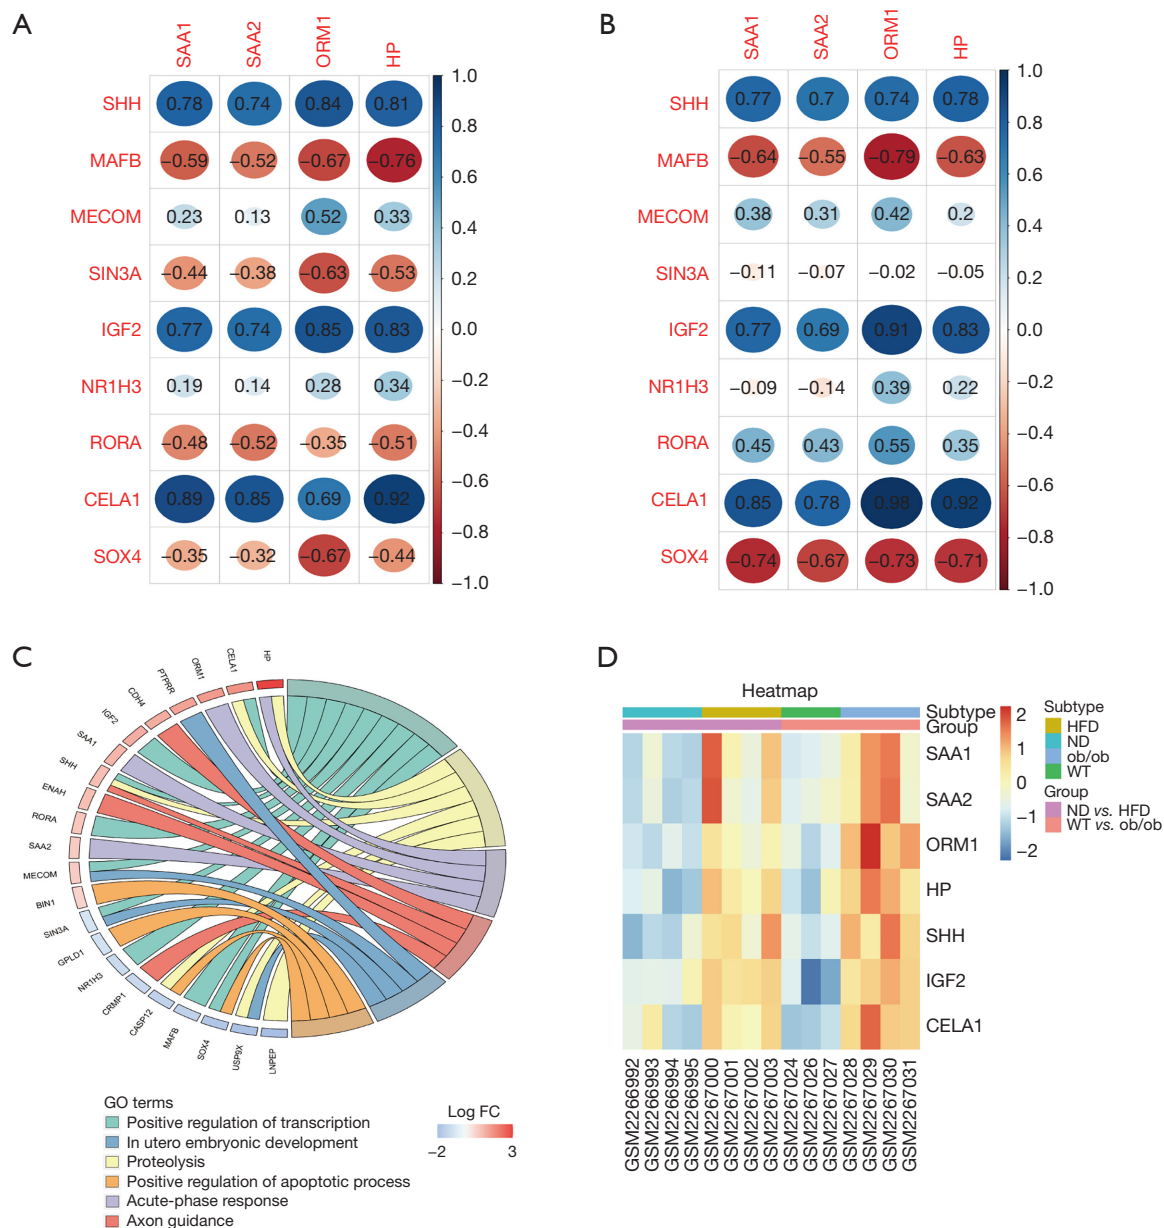 A
SAA1 SAA2 ORM1 HP
SHH 0.78 0.74 0.84 0.81
MAFB −0.59 −0.52 −0.67 −0.76
MECOM 0.23 0.13 0.52 0.33
SIN3A −0.44 −0.38 −0.63 −0.53
IGF2 0.77 0.74 0.85 0.83
NR1H3 0.19 0.14 0.28 0.34
RORA −0.48 −0.52 −0.35 −0.51
CELA1 0.89 0.85 0.69 0.92
SOX4 −0.35 −0.32 −0.67 −0.44
1.0
0.8
0.6
0.4
0.2
0.0
−0.2
−0.4
−0.6
−0.8
−1.0
B
SAA1 SAA2 ORM1 HP
SHH 0.77 0.7 0.74 0.78
MAFB −0.64 −0.55 −0.79 −0.63
MECOM 0.38 0.31 0.42 0.2
SIN3A −0.11 −0.07 −0.02 −0.05
IGF2 0.77 0.69 0.91 0.83
NR1H3 −0.09 −0.14 0.39 0.22
RORA 0.45 0.43 0.55 0.35
CELA1 0.85 0.78 0.98 0.92
SOX4 −0.74 −0.67 −0.73 −0.71
1.0
0.8
0.6
0.4
0.2
0.0
−0.2
−0.4
−0.6
−0.8
−1.0
C
HP
CELA1
ORM1
PTPRR
CDH4
IGF2
SAA1
SHH
ENAH
RORA
SAA2
MECOM
BIN1
SIN3A
GPLD1
NR1H3
CRMP1
CASP12
MAFB
SOX4
USP9X
LNPEP
GO terms
Positive regulation of transcription
In utero embryonic development
Proteolysis
Positive regulation of apoptotic process
Acute-phase response
Axon guidance
Log FC
−2 3
D
Heatmap
Subtype
Group
SAA1
SAA2
ORM1
HP
SHH
IGF2
CELA1
2
1
0
−1
−2
Subtype
HFD
ND
ob/ob
WT
Group
ND vs. HFD
WT vs. ob/ob
GSM2266992
GSM2266993
GSM2266994
GSM2266995
GSM2267000
GSM2267001
GSM2267002
GSM2267003
GSM2267024
GSM2267026
GSM2267027
GSM2267028
GSM2267029
GSM2267030
GSM2267031